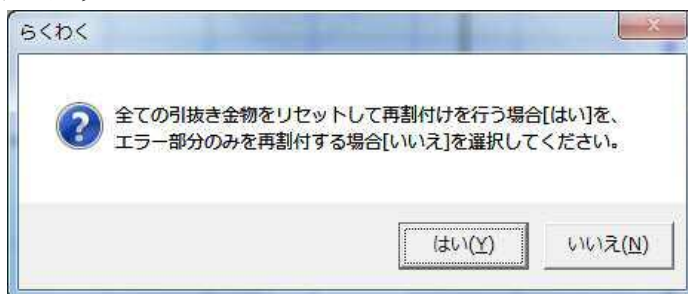 らくわく
全ての引抜き金物をリセットして再割付けを行う場合[はい]を、
エラー部分のみを再割付する場合[いいえ]を選択してください。
はい(Y)
いいえ(N)